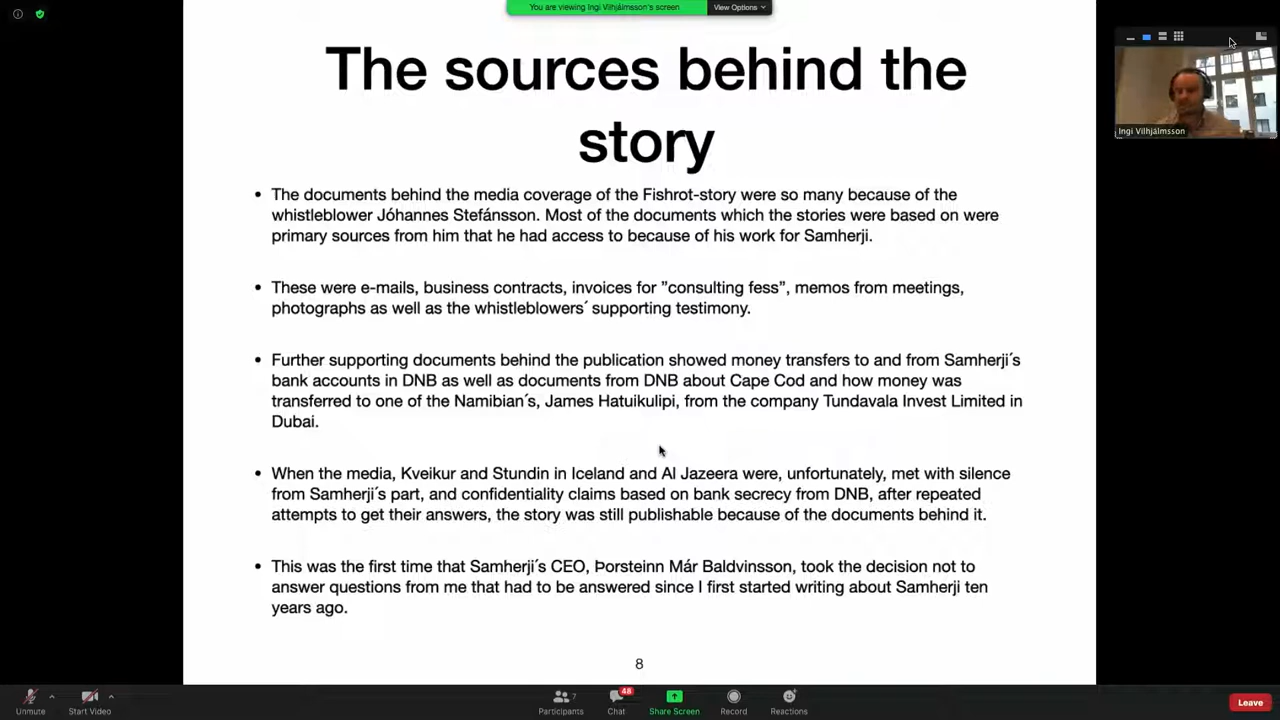 You are viewing Ingi Vilhjálmsson's screen
View Options
The sources behind the
story
• The documents behind the media coverage of the Fishrot-story were so many because of the
whistleblower Jóhannes Stefánsson. Most of the documents which the stories were based on were
primary sources from him that he had access to because of his work for Samherji.
• These were e-mails, business contracts, invoices for ”consulting fess”, memos from meetings,
photographs as well as the whistleblowers´ supporting testimony.
• Further supporting documents behind the publication showed money transfers to and from Samherji´s
bank accounts in DNB as well as documents from DNB about Cape Cod and how money was
transferred to one of the Namibian´s, James Hatuikulipi, from the company Tundavala Invest Limited in
Dubai.
• When the media, Kveikur and Stundin in Iceland and Al Jazeera were, unfortunately, met with silence
from Samherji´s part, and confidentiality claims based on bank secrecy from DNB, after repeated
attempts to get their answers, the story was still publishable because of the documents behind it.
• This was the first time that Samherji´s CEO, Þorsteinn Már Baldvinsson, took the decision not to
answer questions from me that had to be answered since I first started writing about Samherji ten
years ago.
8
Ingi Vilhjálmsson
Unmute
Start Video
7
Participants
48
Chat
Share Screen
Record
Reactions
Leave